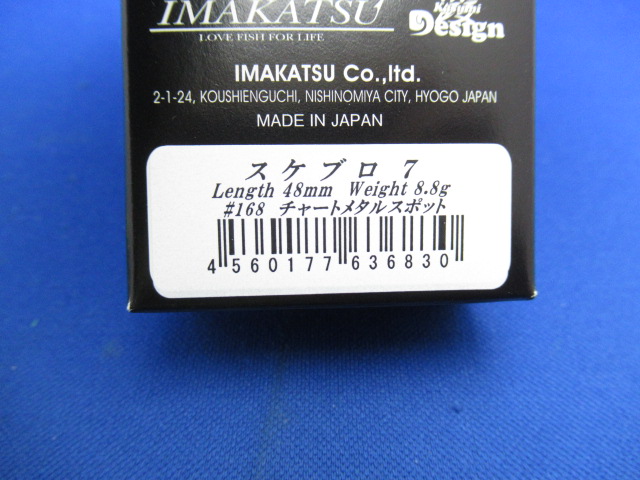 IMAKATSU
LOVE FISH FOR LIFE
Design
IMAKATSU Co.,ltd.
2-1-24, KOUSHIENGUCHI, NISHINOMIYA CITY, HYOGO JAPAN
MADE IN JAPAN
スケブロ 7
Length 48mm Weight 8.8g
#168 チャートメタルスポット
4 560177 636830